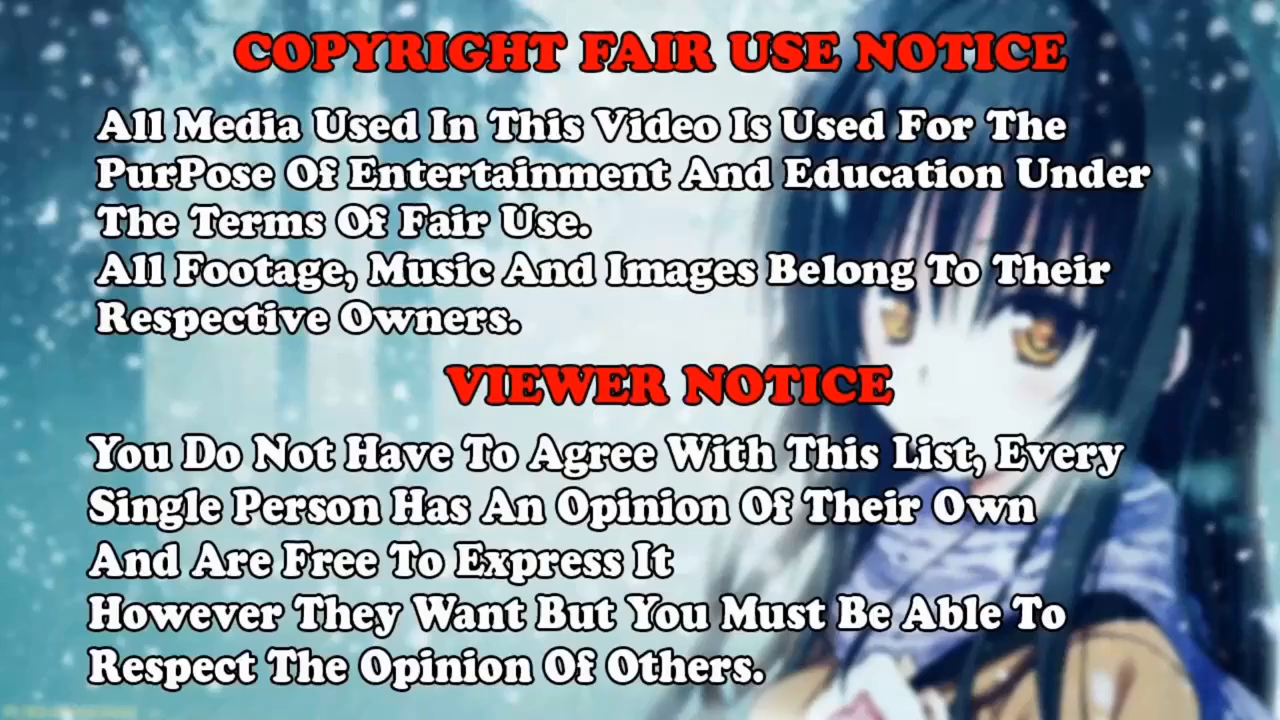 COPYRIGHT FAIR USE NOTICE
All Media Used In This Video Is Used For The
PurPose Of Entertainment And Education Under
The Terms Of Fair Use.
All Footage, Music And Images Belong To Their
Respective Owners.
VIEWER NOTICE
You Do Not Have To Agree With This List, Every
Single Person Has An Opinion Of Their Own
And Are Free To Express It
However They Want But You Must Be Able To
Respect The Opinion Of Others.